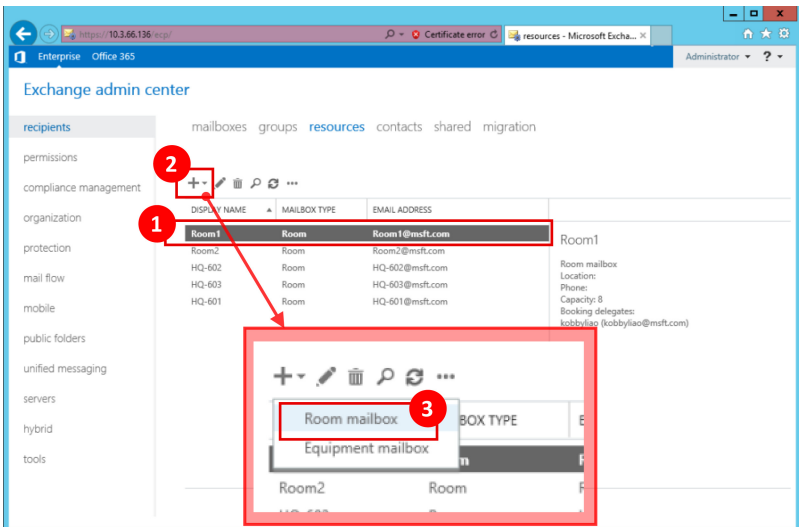 https://10.3.66.136/ecp/
Certificate error
resources - Microsoft Excha...
Enterprise Office 365
Administrator ?
Exchange admin center
recipients
permissions
compliance management
organization
protection
mail flow
mobile
public folders
unified messaging
servers
hybrid
tools
mailboxes groups resources contacts shared migration
2
1
DISPLAY NAME MAILBOX TYPE EMAIL ADDRESS
Room1 Room Room1@msft.com
Room2 Room Room2@msft.com
HQ-602 Room HQ-602@msft.com
HQ-603 Room HQ-603@msft.com
HQ-601 Room HQ-601@msft.com
Room1
Room mailbox
Location:
Phone:
Capacity: 8
Booking delegates:
kobbyliao (kobbyliao@msft.com)
3
Room mailbox BOX TYPE
Equipment mailbox
Room2 Room